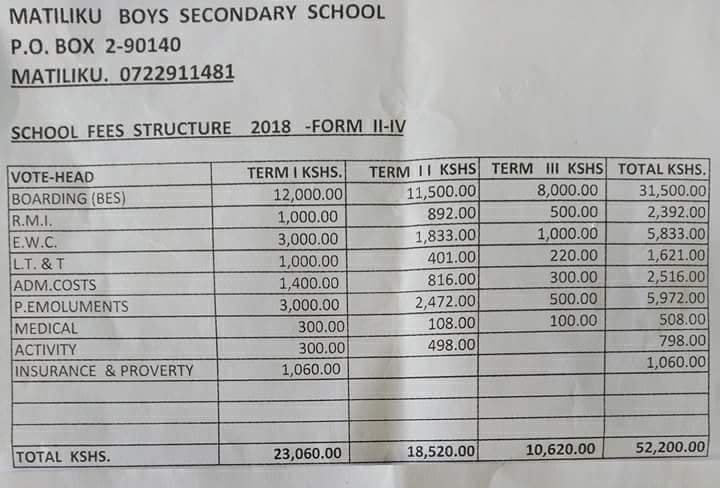 MATILIKU BOYS SECONDARY SCHOOL
P.O. BOX 2-90140
MATILIKU. 0722911481
SCHOOL FEES STRUCTURE 2018 -FORM II-IV
VOTE-HEAD TERM I KSHS. TERM II KSHS TERM III KSHS TOTAL KSHS.
BOARDING (BES) 12,000.00 11,500.00 8,000.00 31,500.00
R.M.I. 1,000.00 892.00 500.00 2,392.00
E.W.C. 3,000.00 1,833.00 1,000.00 5,833.00
L.T. & T 1,000.00 401.00 220.00 1,621.00
ADM.COSTS 1,400.00 816.00 300.00 2,516.00
P.EMOLUMENTS 3,000.00 2,472.00 500.00 5,972.00
MEDICAL 300.00 108.00 100.00 508.00
ACTIVITY 300.00 498.00 798.00
INSURANCE & PROVERTY 1,060.00 1,060.00
TOTAL KSHS. 23,060.00 18,520.00 10,620.00 52,200.00